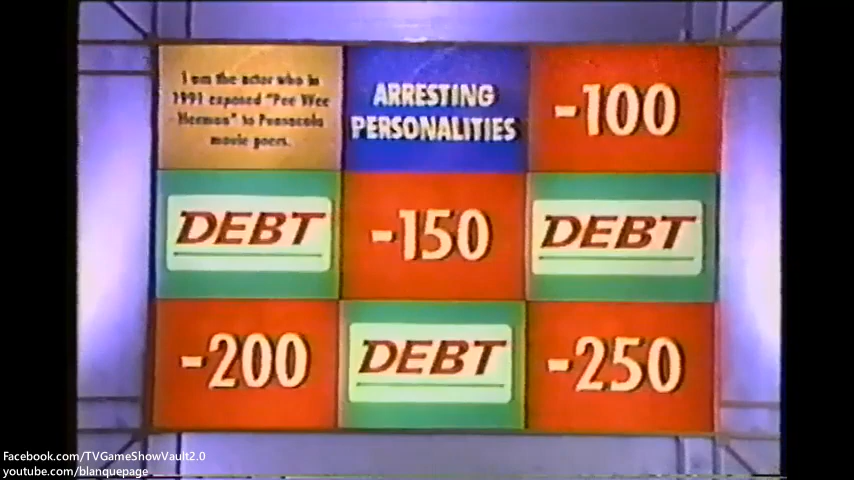 I am the actor who in
1991 exposed "Pee Wee
Herman" to Pensacola
movie goers.
ARRESTING
PERSONALITIES
-100
DEBT
-150
DEBT
-200
DEBT
-250
Facebook.com/TVGameShowVault2.0
youtube.com/blanquepage